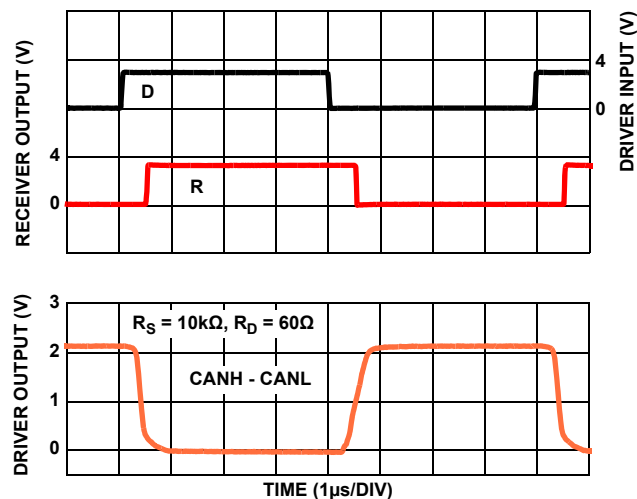 RECEIVER OUTPUT (V)
4
0
D
R
4
0
DRIVER INPUT (V)
DRIVER OUTPUT (V)
3
2
1
0
RS = 10kΩ, RD = 60Ω
CANH - CANL
TIME (1µs/DIV)